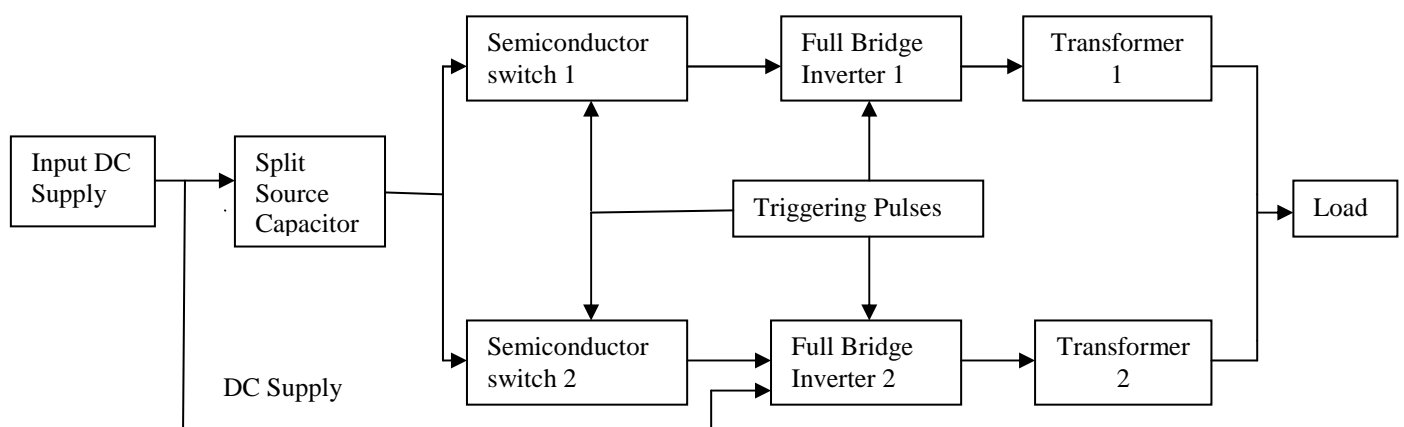 Semiconductor
switch 1
Full Bridge
Inverter 1
Transformer
1
Input DC
Supply
Split
Source
Capacitor
Triggering Pulses
Load
Semiconductor
switch 2
Full Bridge
Inverter 2
Transformer
2
DC Supply